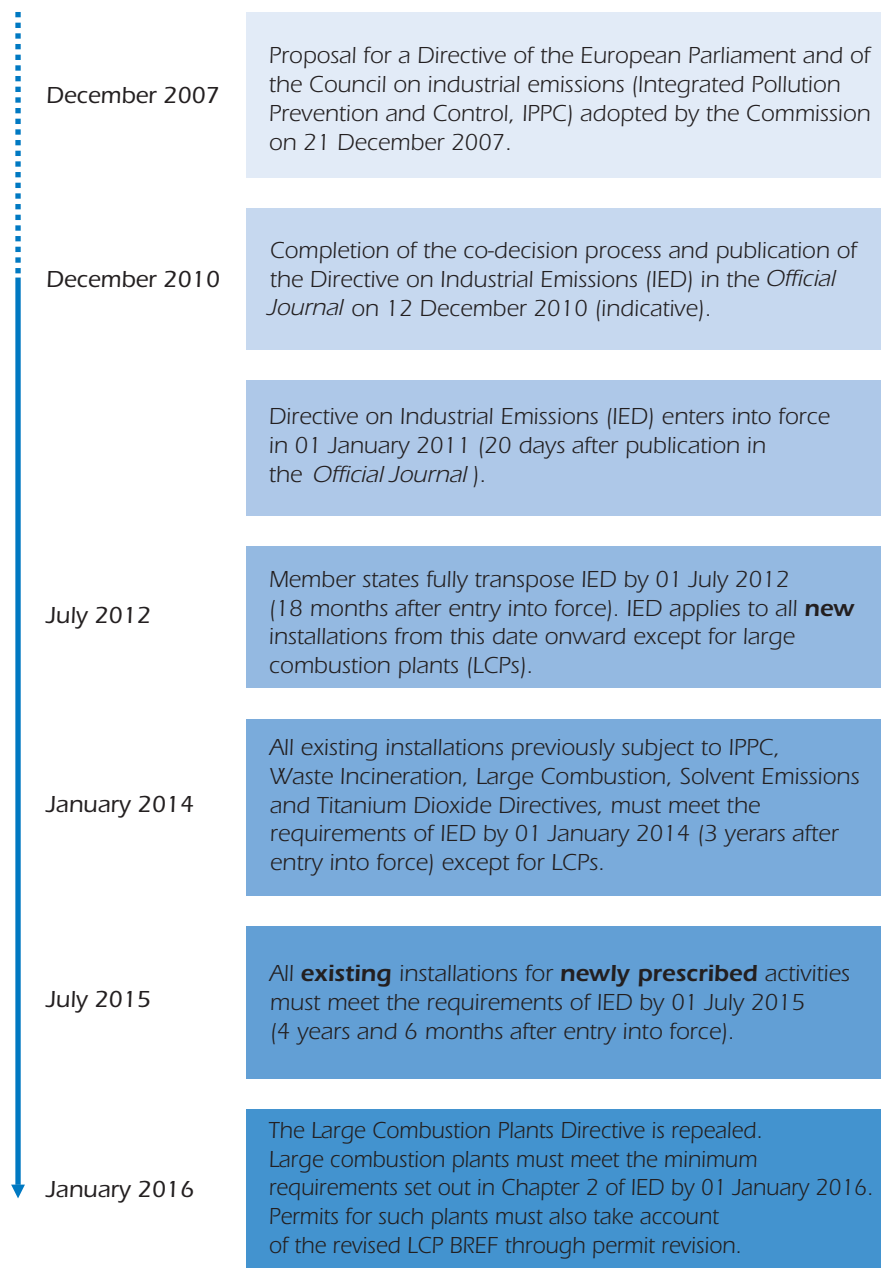 December 2007
Proposal for a Directive of the European Parliament and of
the Council on industrial emissions (Integrated Pollution
Prevention and Control, IPPC) adopted by the Commission
on 21 December 2007.
December 2010
Completion of the co-decision process and publication of
the Directive on Industrial Emissions (IED) in the Official
Journal on 12 December 2010 (indicative).
Directive on Industrial Emissions (IED) enters into force
in 01 January 2011 (20 days after publication in
the Official Journal ).
July 2012
Member states fully transpose IED by 01 July 2012
(18 months after entry into force). IED applies to all new
installations from this date onward except for large
combustion plants (LCPs).
January 2014
All existing installations previously subject to IPPC,
Waste Incineration, Large Combustion, Solvent Emissions
and Titanium Dioxide Directives, must meet the
requirements of IED by 01 January 2014 (3 yerars after
entry into force) except for LCPs.
July 2015
All existing installations for newly prescribed activities
must meet the requirements of IED by 01 July 2015
(4 years and 6 months after entry into force).
January 2016
The Large Combustion Plants Directive is repealed.
Large combustion plants must meet the minimum
requirements set out in Chapter 2 of IED by 01 January 2016.
Permits for such plants must also take account
of the revised LCP BREF through permit revision.